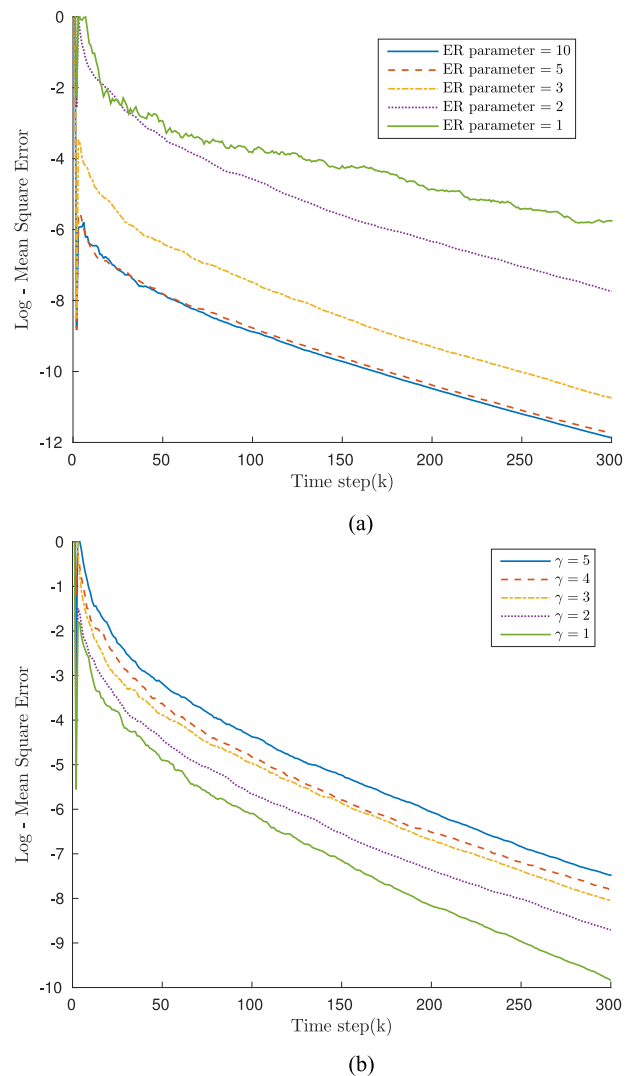 0
-2
-4
-6
-8
-10
-12
Log - Mean Square Error
ER parameter = 10
ER parameter = 5
ER parameter = 3
ER parameter = 2
ER parameter = 1
0 50 100 150 200 250 300
Time step(k)
(a)
0
-1
-2
-3
-4
-5
-6
-7
-8
-9
-10
Log - Mean Square Error
γ = 5
γ = 4
γ = 3
γ = 2
γ = 1
0 50 100 150 200 250 300
Time step(k)
(b)